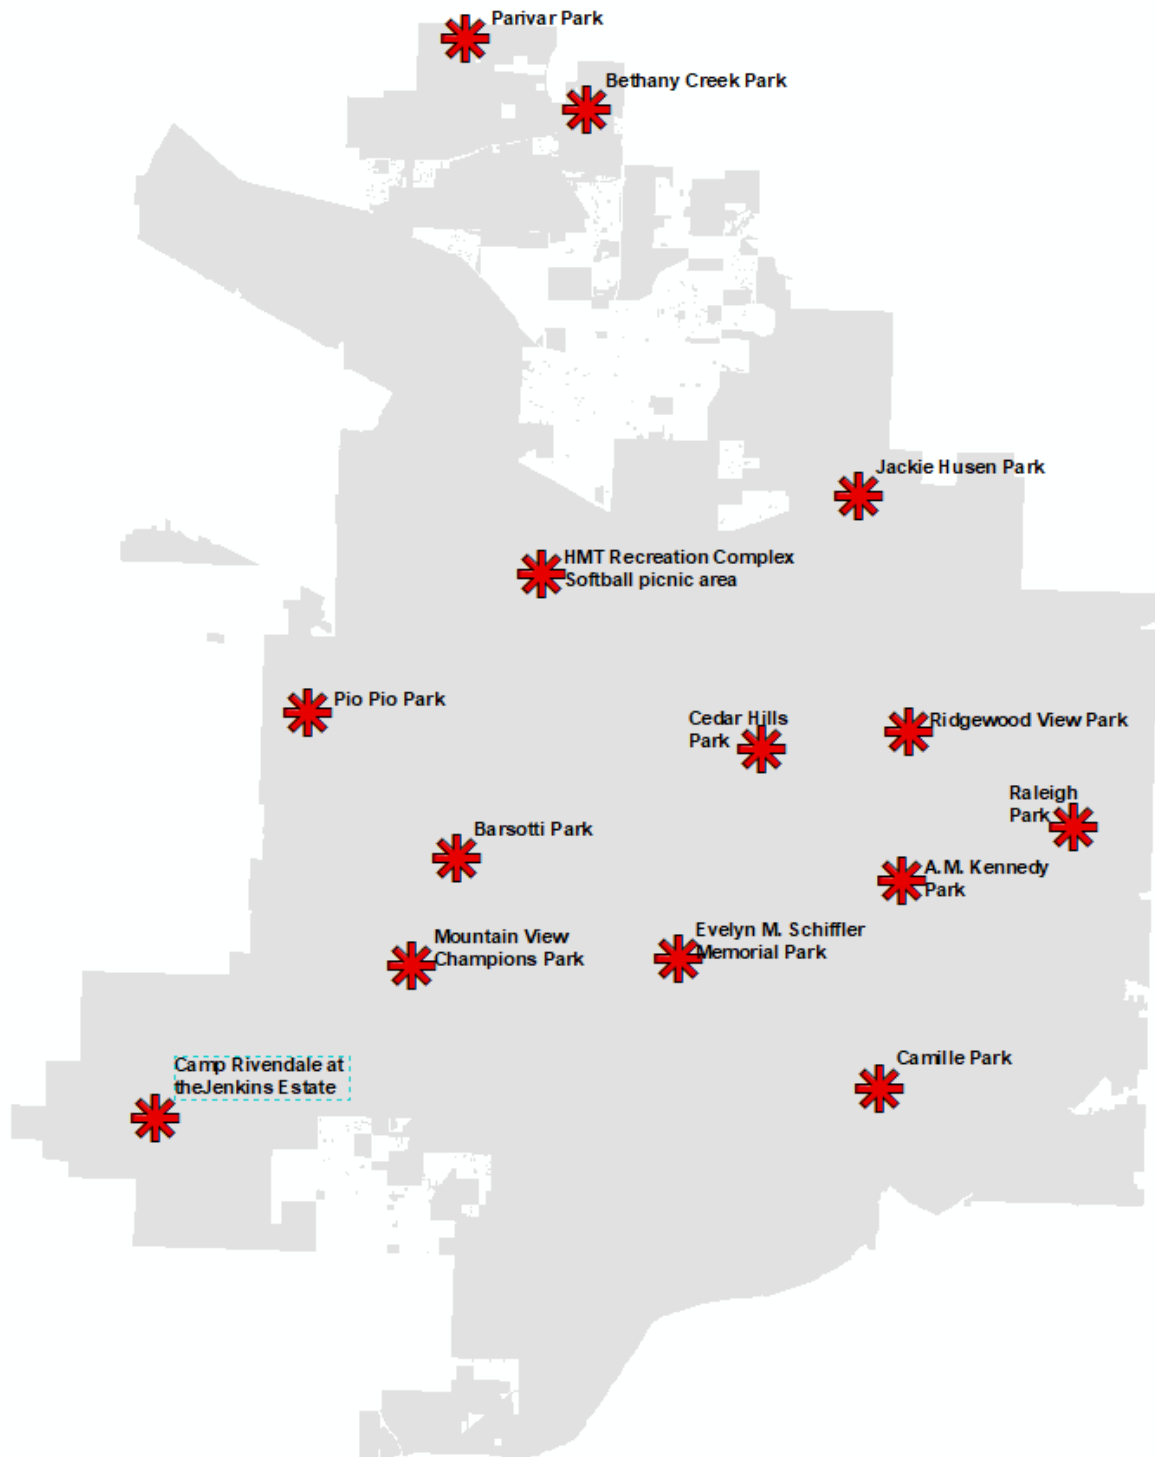 Parivar Park
Bethany Creek Park
Jackie Husen Park
HMT Recreation Complex
Softball picnic area
Pio Pio Park
Cedar Hills
Park
Ridgewood View Park
Raleigh
Park
Barsotti Park
A.M. Kennedy
Park
Evelyn M. Schiffler
Memorial Park
Mountain View
Champions Park
Camp Rivendale at
theJenkins Estate
Camille Park